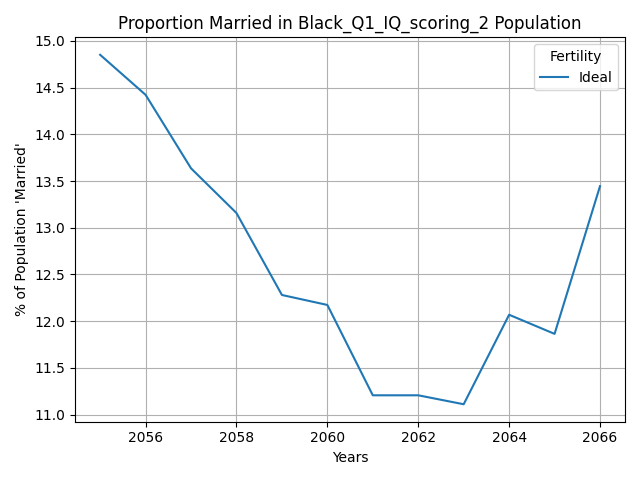 Proportion Married in Black_Q1_IQ_scoring_2 Population
15.0
14.5
14.0
13.5
13.0
12.5
12.0
11.5
11.0
% of Population 'Married'
Fertility
Ideal
2056 2058 2060 2062 2064 2066
Years